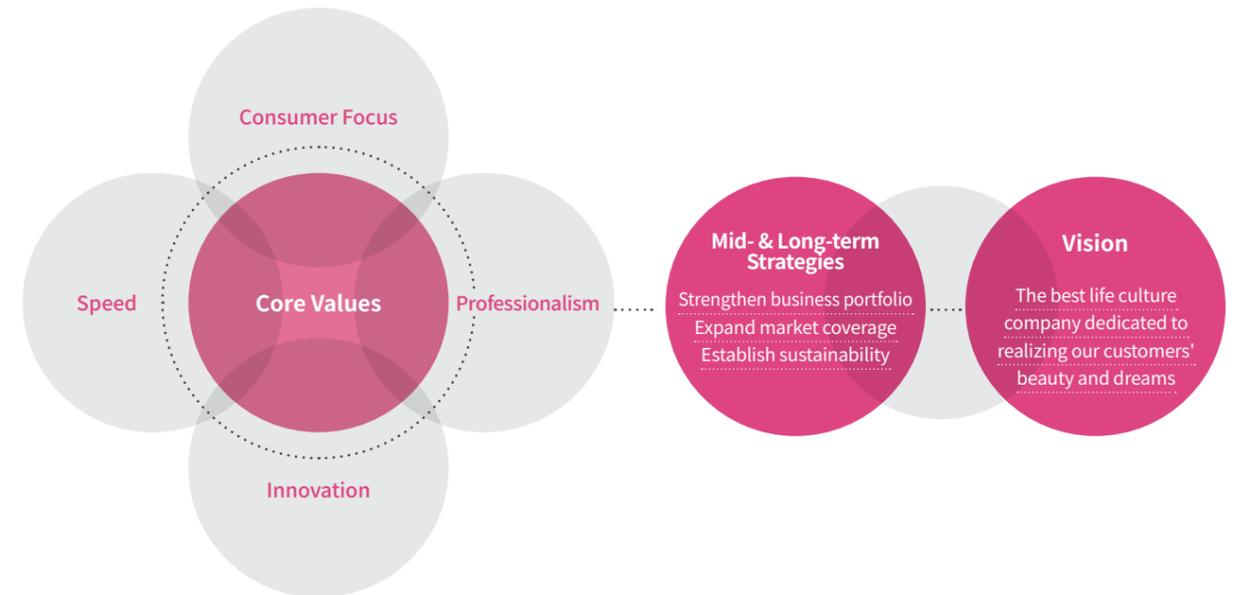 Consumer Focus
Speed
Core Values
Professionalism
Innovation
Mid- & Long-term
Strategies
Strengthen business portfolio
Expand market coverage
Establish sustainability
Vision
The best life culture
company dedicated to
realizing our customers'
beauty and dreams